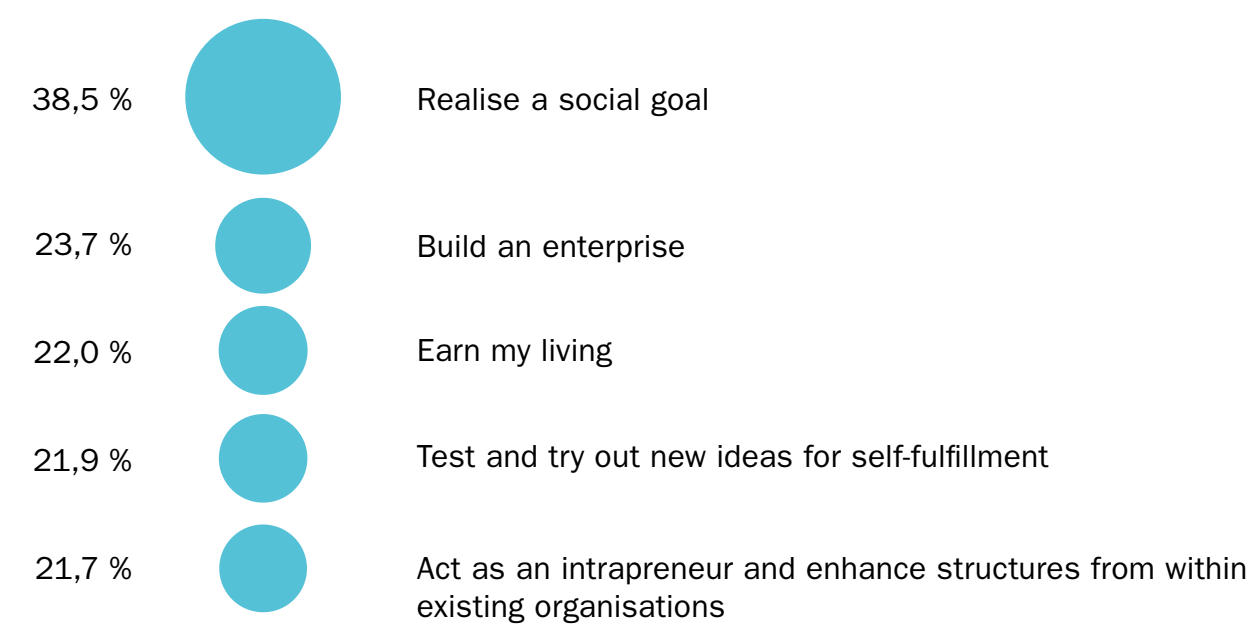 38,5 % Realise a social goal
23,7 % Build an enterprise
22,0 % Earn my living
21,9 % Test and try out new ideas for self-fulfillment
21,7 % Act as an intrapreneur and enhance structures from within
existing organisations